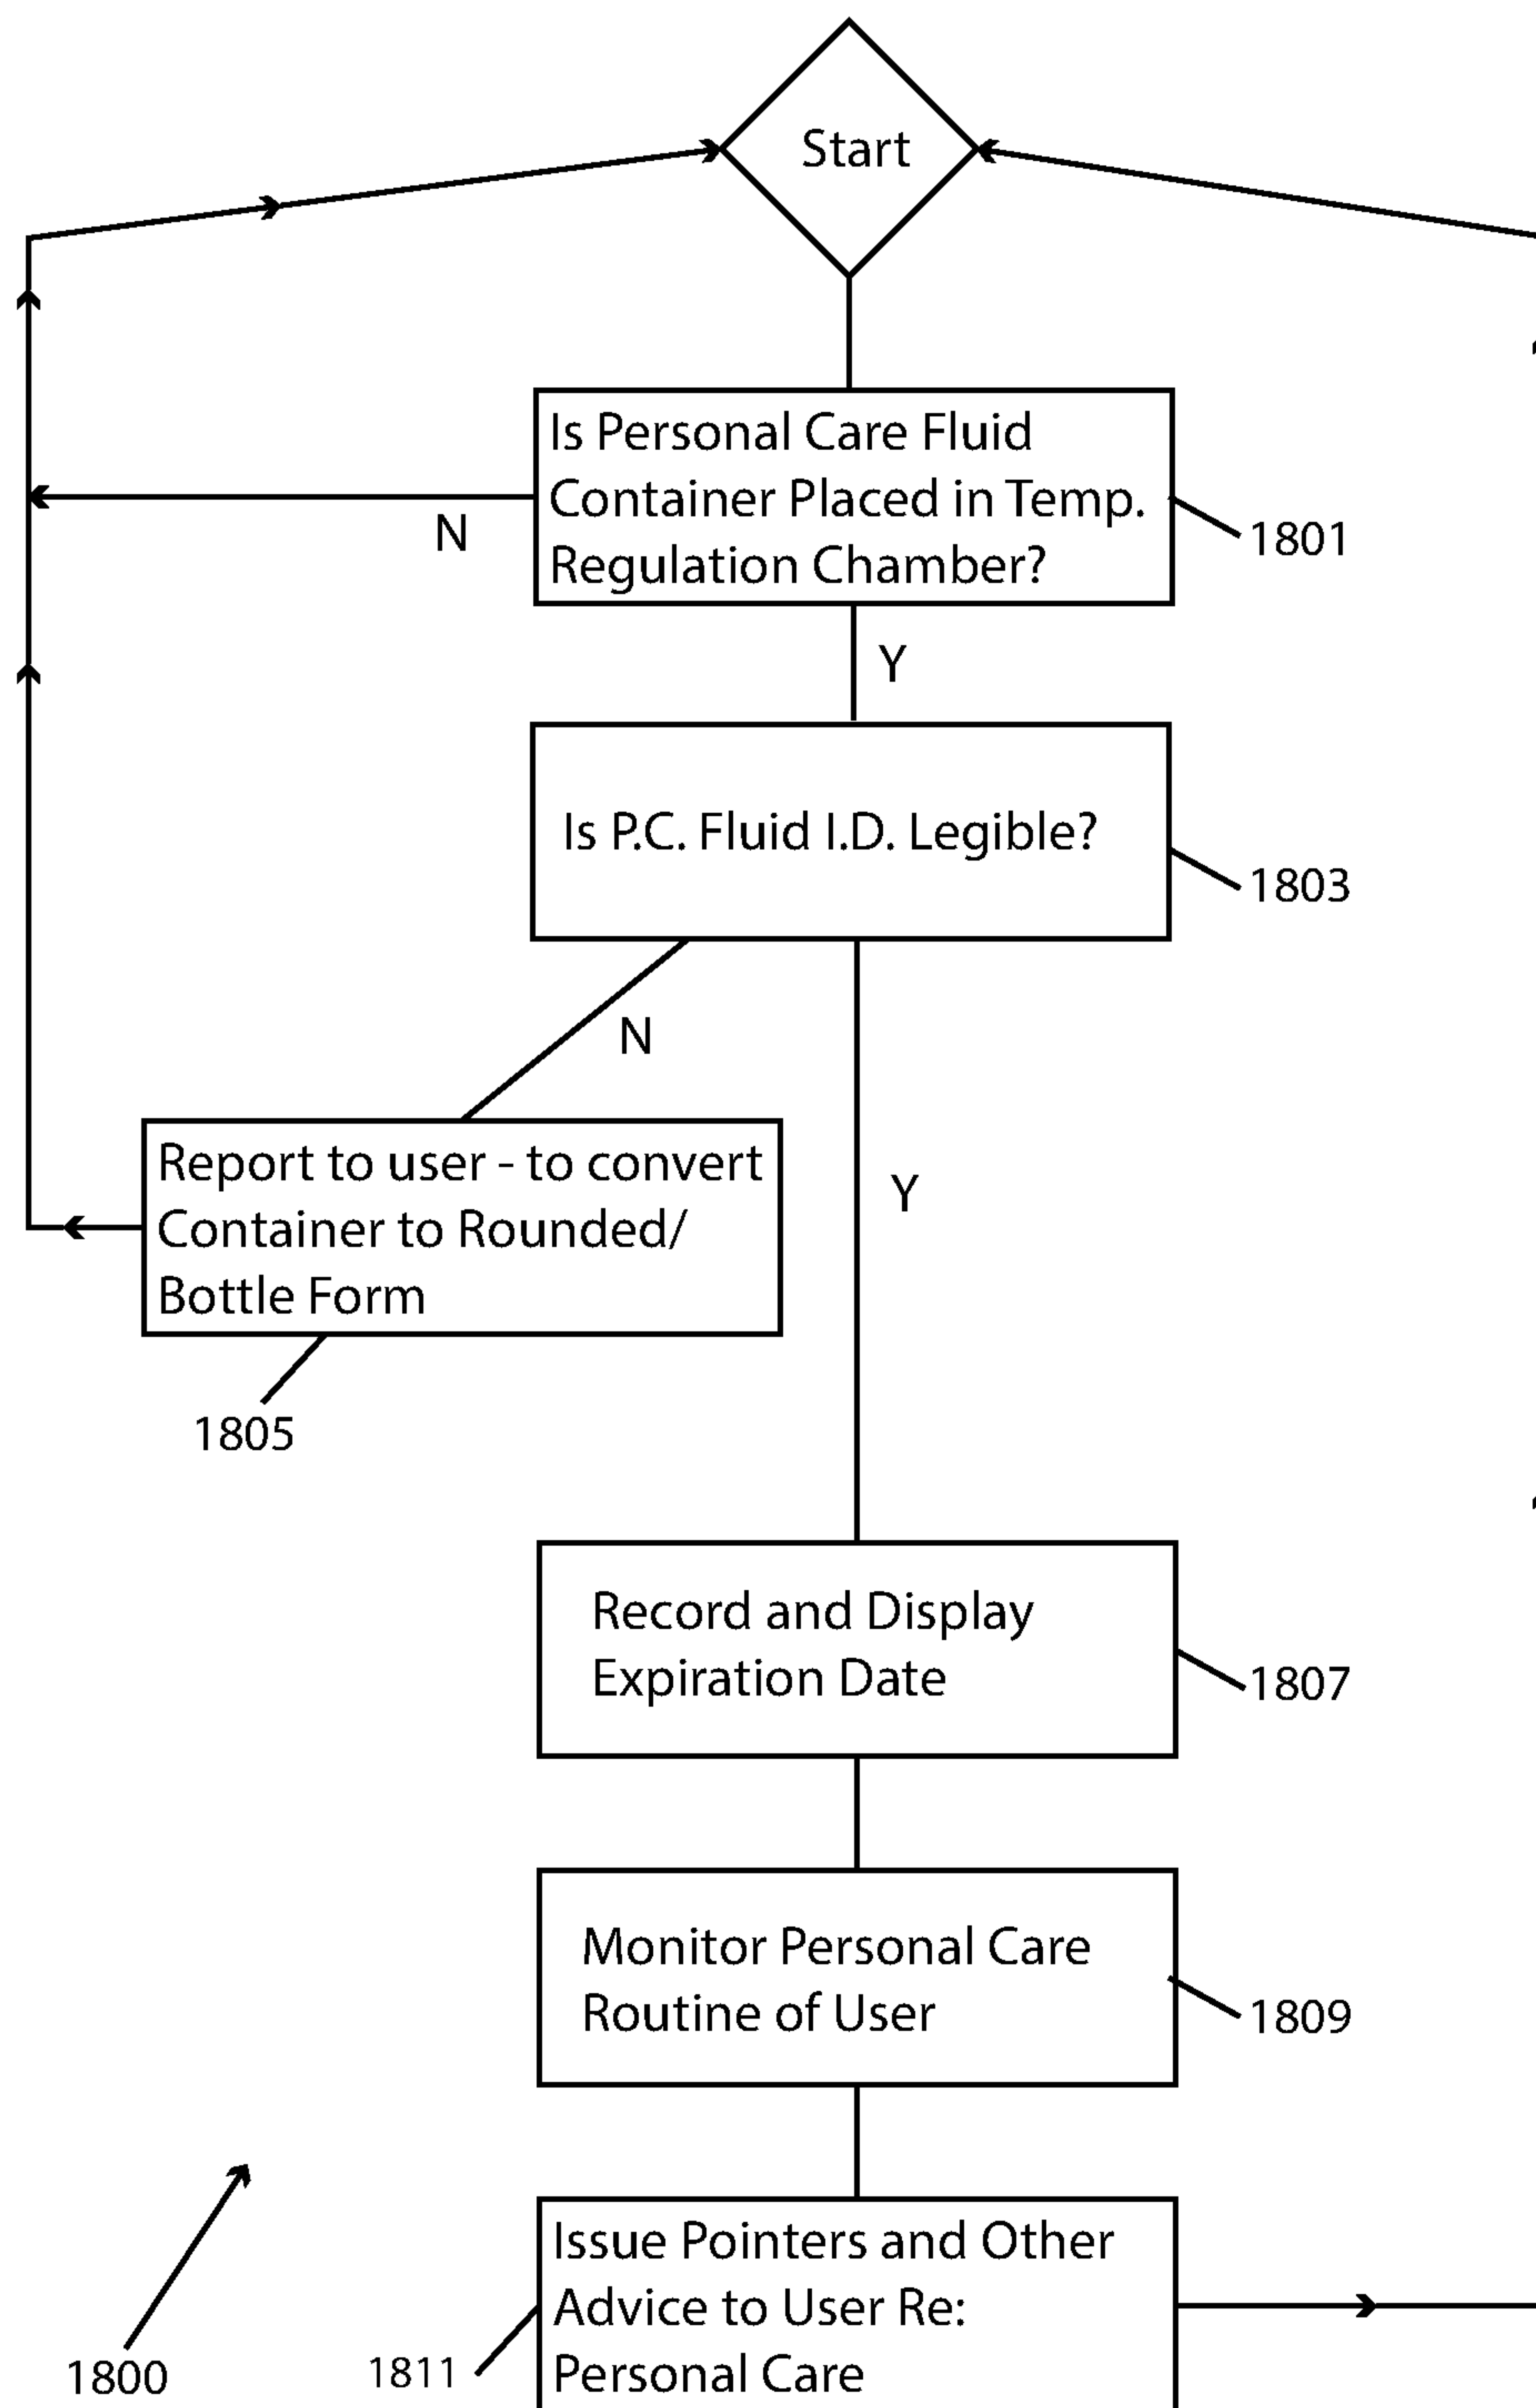 Start
Is Personal Care Fluid
Container Placed in Temp.
Regulation Chamber?
N
1801
Y
Is P.C. Fluid I.D. Legible?
1803
N
Y
Report to user - to convert
Container to Rounded/
Bottle Form
1805
Record and Display
Expiration Date
1807
Monitor Personal Care
Routine of User
1809
Issue Pointers and Other
Advice to User Re:
Personal Care
1811
1800